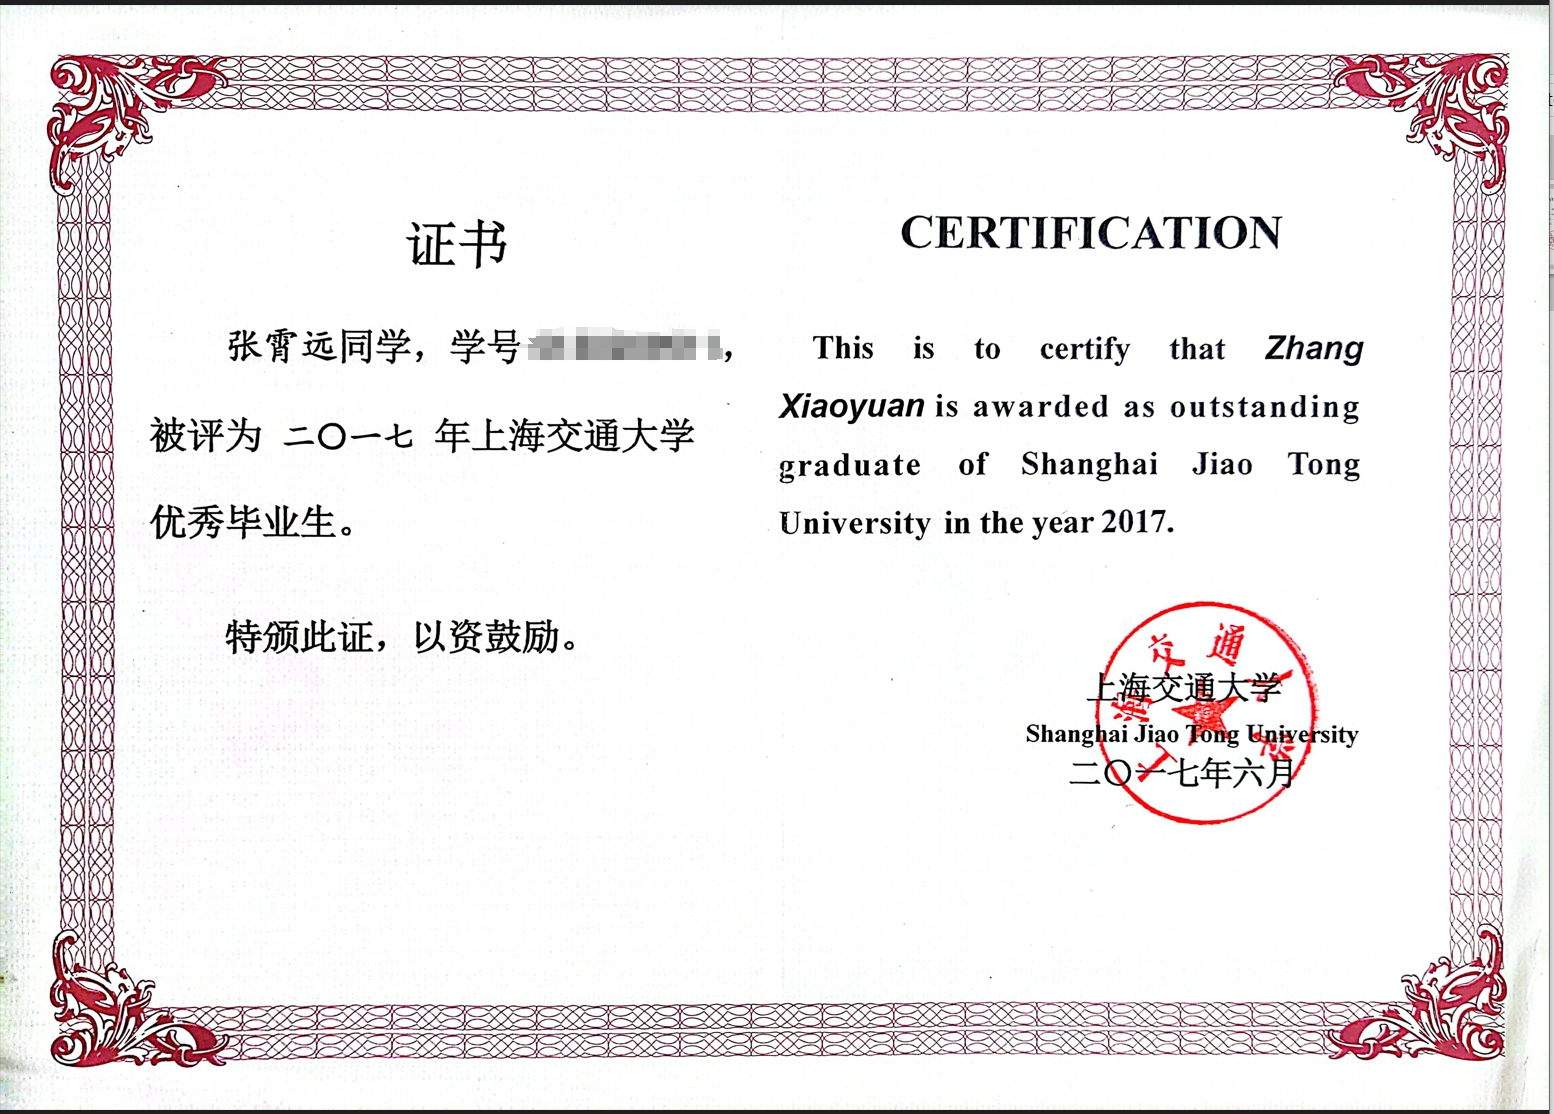 证书
张霄远同学，学号
，
被评为 二〇一七 年上海交通大学
优秀毕业生。
特颁此证，以资鼓励。
CERTIFICATION
This is to certify that Zhang
Xiaoyuan is awarded as outstanding
graduate of Shanghai Jiao Tong
University in the year 2017.
上海交通大学
上海交通大学
Shanghai Jiao Tong University
二〇一七年六月